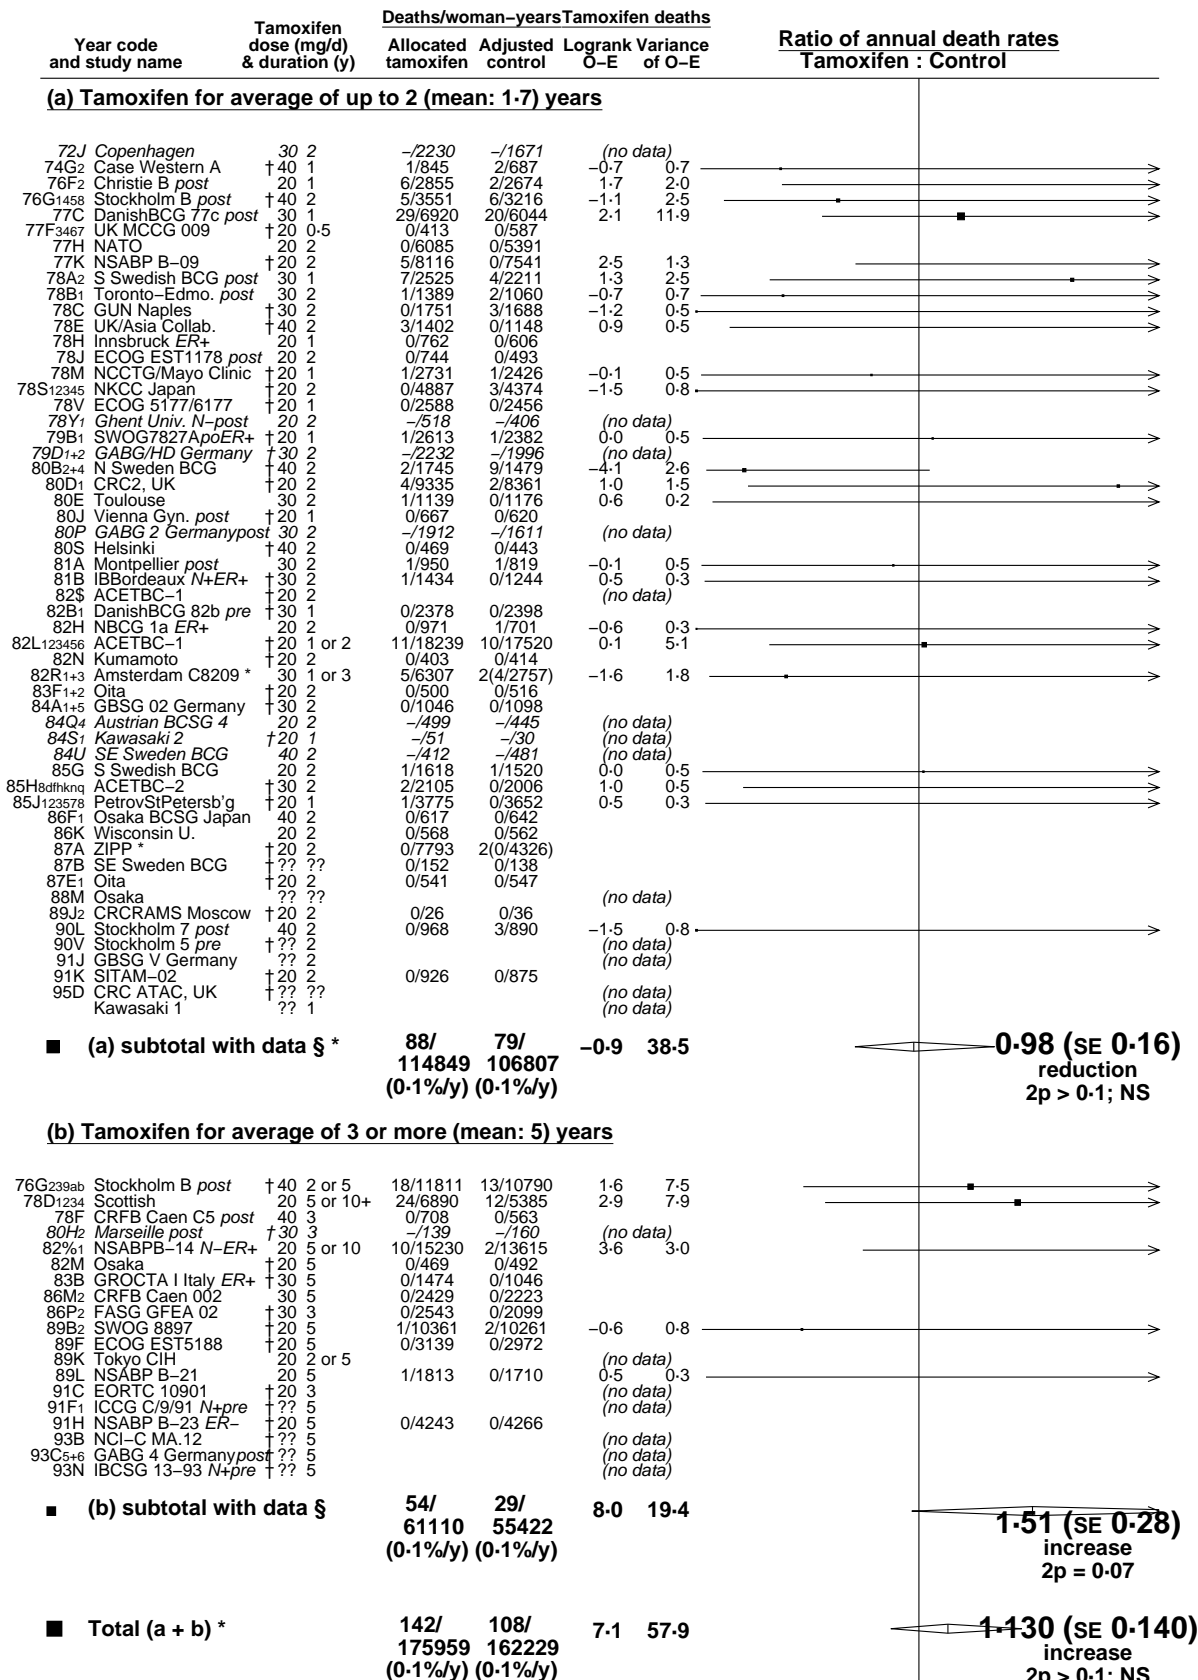 Deaths/woman–years Tamoxifen deaths
Year code and study name
Tamoxifen dose (mg/d) & duration (y)
Allocated tamoxifen
Adjusted control
Logrank O–E
Variance of O–E
Ratio of annual death rates
Tamoxifen : Control
(a) Tamoxifen for average of up to 2 (mean: 1·7) years
72J Copenhagen 30 2 –/2230 –/1671 (no data)
74G2 Case Western A †40 1 1/845 2/687 –0·7 0·7
76F2 Christie B post 20 1 6/2855 2/2674 1·7 2·0
76G1458 Stockholm B post †40 2 5/3551 6/3216 –1·1 2·5
77C DanishBCG 77c post 30 1 29/6920 20/6044 2·1 11·9
77F3467 UK MCCG 009 †20 0·5 0/413 0/587
77H NATO 20 2 0/6085 0/5391
77K NSABP B–09 †20 2 5/8116 0/7541 2·5 1·3
78A2 S Swedish BCG post 30 1 7/2525 4/2211 1·3 2·5
78B1 Toronto–Edmo. post 30 2 1/1389 2/1060 –0·7 0·7
78C GUN Naples †30 2 0/1751 3/1688 –1·2 0·5
78E UK/Asia Collab. †40 2 3/1402 0/1148 0·9 0·5
78H Innsbruck ER+ 20 1 0/762 0/606
78J ECOG EST1178 post 20 2 0/744 0/493
78M NCCTG/Mayo Clinic †20 1 1/2731 1/2426 –0·1 0·5
78S12345 NKCC Japan †20 2 0/4887 3/4374 –1·5 0·8
78V ECOG 5177/6177 †20 1 0/2588 0/2456
78Y1 Ghent Univ. N–post 20 2 –/518 –/406 (no data)
79B1 SWOG7827ApoER+ †20 1 1/2613 1/2382 0·0 0·5
79D1+2 GABG/HD Germany †30 2 –/2232 –/1996 (no data)
80B2+4 N Sweden BCG †40 2 2/1745 9/1479 –4·1 2·6
80D1 CRC2, UK †20 2 4/9335 2/8361 1·0 1·5
80E Toulouse 30 2 1/1139 0/1176 0·6 0·2
80J Vienna Gyn. post †20 1 0/667 0/620
80P GABG 2 Germanypost 30 2 –/1912 –/1611 (no data)
80S Helsinki †40 2 0/469 0/443
81A Montpellier post 30 2 1/950 1/819 –0·1 0·5
81B IBBordeaux N+ER+ †30 2 1/1434 0/1244 0·5 0·3
82$ ACETBC–1 †20 2 (no data)
82B1 DanishBCG 82b pre †30 1 0/2378 0/2398
82H NBCG 1a ER+ 20 2 0/971 1/701 –0·6 0·3
82L123456 ACETBC–1 †20 1 or 2 11/18239 10/17520 0·1 5·1
82N Kumamoto †20 2 0/403 0/414
82R1+3 Amsterdam C8209 * 30 1 or 3 5/6307 2(4/2757) –1·6 1·8
83F1+2 Oita †20 2 0/500 0/516
84A1+5 GBSG 02 Germany †30 2 0/1046 0/1098
84Q4 Austrian BCSG 4 20 2 –/499 –/445 (no data)
84S1 Kawasaki 2 †20 1 –/51 –/30 (no data)
84U SE Sweden BCG 40 2 –/412 –/481 (no data)
85G S Swedish BCG 20 2 1/1618 1/1520 0·0 0·5
85H8dfhknq ACETBC–2 †30 2 2/2105 0/2006 1·0 0·5
85J123578 PetrovStPetersb'g †20 1 1/3775 0/3652 0·5 0·3
86F1 Osaka BCSG Japan 40 2 0/617 0/642
86K Wisconsin U. 20 2 0/568 0/562
87A ZIPP * †20 2 0/7793 2(0/4326)
87B SE Sweden BCG †?? ?? 0/152 0/138
87E1 Oita †20 2 0/541 0/547
88M Osaka ?? ?? (no data)
89J2 CRCRAMS Moscow †20 2 0/26 0/36
90L Stockholm 7 post 40 2 0/968 3/890 –1·5 0·8
90V Stockholm 5 pre †?? 2 (no data)
91J GBSG V Germany ?? 2 (no data)
91K SITAM–02 †20 2 0/926 0/875
95D CRC ATAC, UK †?? ?? (no data)
Kawasaki 1 ?? 1 (no data)
(a) subtotal with data § * 88/ 79/ –0·9 38·5 0·98 (SE 0·16)
114849 106807 reduction
(0·1%/y) (0·1%/y) 2p > 0·1; NS
(b) Tamoxifen for average of 3 or more (mean: 5) years
76G239ab Stockholm B post †40 2 or 5 18/11811 13/10790 1·6 7·5
78D1234 Scottish 20 5 or 10+ 24/6890 12/5385 2·9 7·9
78F CRFB Caen C5 post 40 3 0/708 0/563
80H2 Marseille post †30 3 –/139 –/160 (no data)
82%1 NSABPB–14 N–ER+ 20 5 or 10 10/15230 2/13615 3·6 3·0
82M Osaka †20 5 0/469 0/492
83B GROCTA I Italy ER+ †30 5 0/1474 0/1046
86M2 CRFB Caen 002 30 5 0/2429 0/2223
86P2 FASG GFEA 02 †30 3 0/2543 0/2099
89B2 SWOG 8897 †20 5 1/10361 2/10261 –0·6 0·8
89F ECOG EST5188 †20 5 0/3139 0/2972
89K Tokyo CIH 20 2 or 5 (no data)
89L NSABP B–21 20 5 1/1813 0/1710 0·5 0·3
91C EORTC 10901 †20 3 (no data)
91F1 ICCG C/9/91 N+pre †?? 5 (no data)
91H NSABP B–23 ER– †20 5 0/4243 0/4266
93B NCI–C MA.12 †?? 5 (no data)
93C5+6 GABG 4 Germanypost †?? 5 (no data)
93N IBCSG 13–93 N+pre †?? 5 (no data)
(b) subtotal with data § 54/ 29/ 8·0 19·4 1·51 (SE 0·28)
61110 55422 increase
(0·1%/y) (0·1%/y) 2p = 0·07
Total (a + b) * 142/ 108/ 7·1 57·9 1·130 (SE 0·140)
175959 162229 increase
(0·1%/y) (0·1%/y) 2p > 0·1; NS